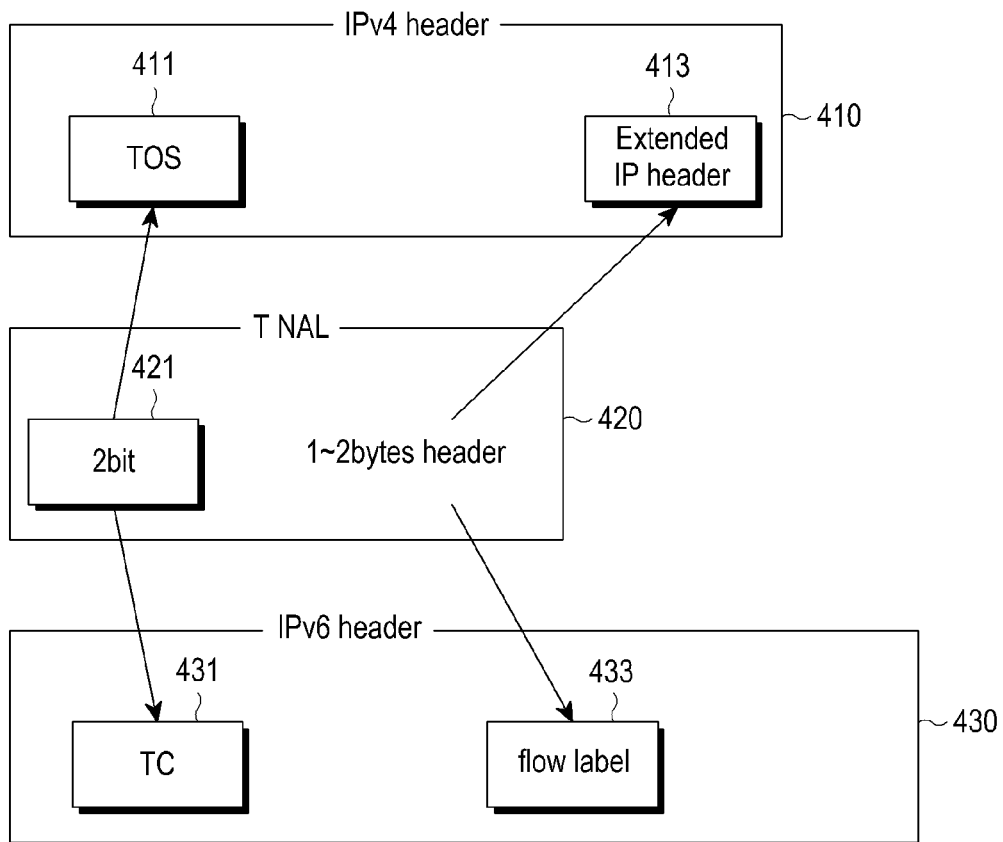 IPv4 header
411
413
410
TOS
Extended
IP header
T NAL
421
420
2bit
1~2bytes header
IPv6 header
431
433
430
TC
flow label